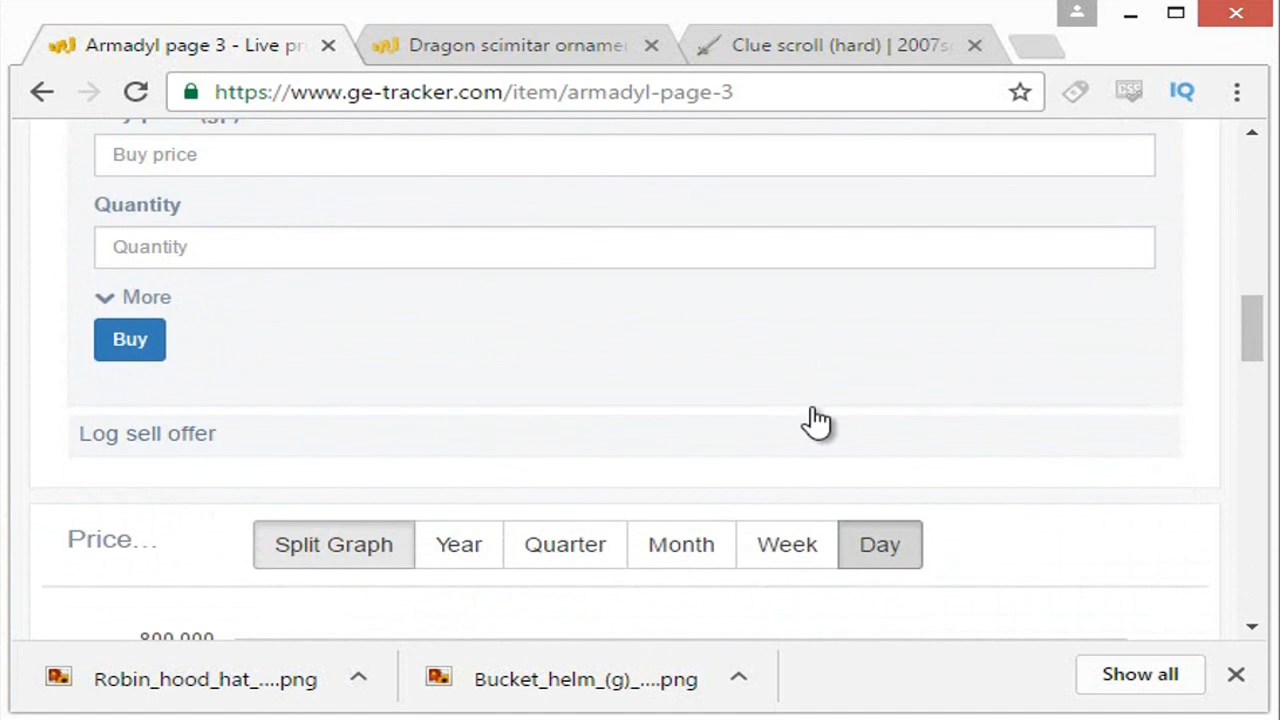 Armadyl page 3 - Live pr
Dragon scimitar orname
Clue scroll (hard) | 2007s
https://www.ge-tracker.com/item/armadyl-page-3
CSS
IQ
Buy price
Quantity
Quantity
More
Buy
Log sell offer
Price...
Split Graph
Year
Quarter
Month
Week
Day
800,000
Robin_hood_hat_....png
Bucket_helm_(g)_....png
Show all